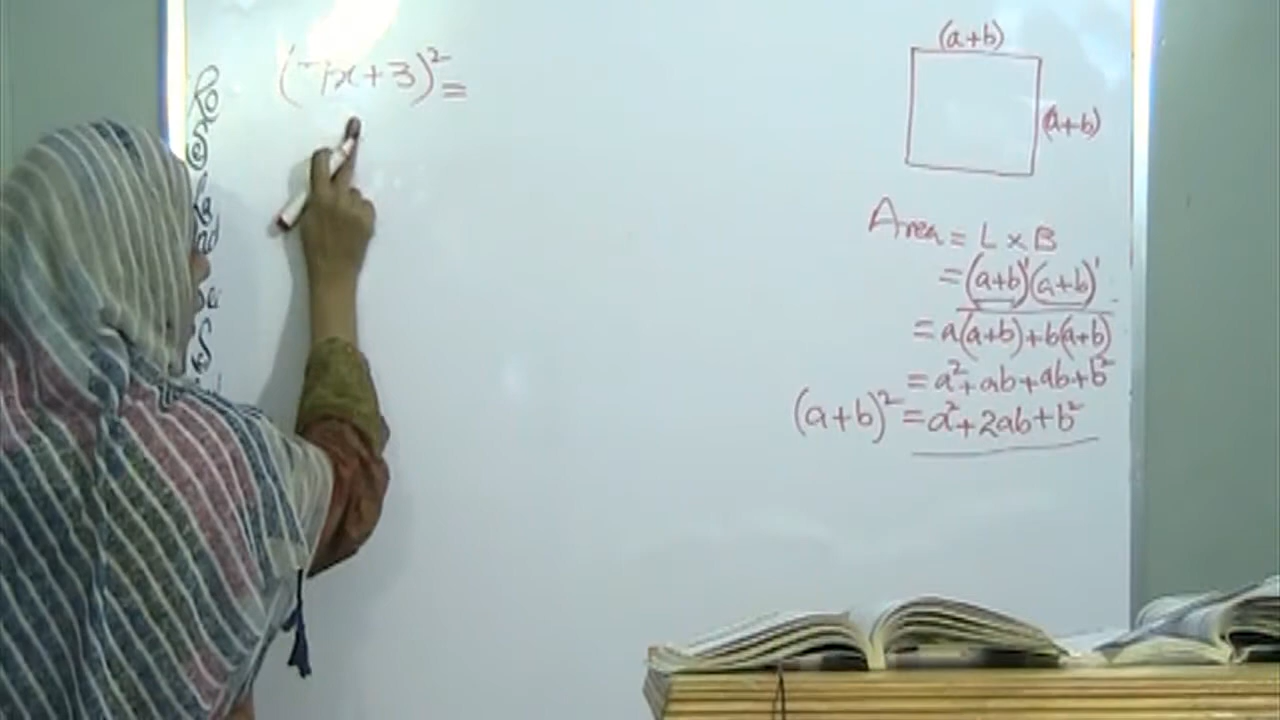 (7x+3)²=
(a+b)
(a+b)
Area = L × B
= (a+b)'(a+b)'
= a(a+b)+b(a+b)
= a²+ab+ab+b²
(a+b)² = a²+2ab+b²